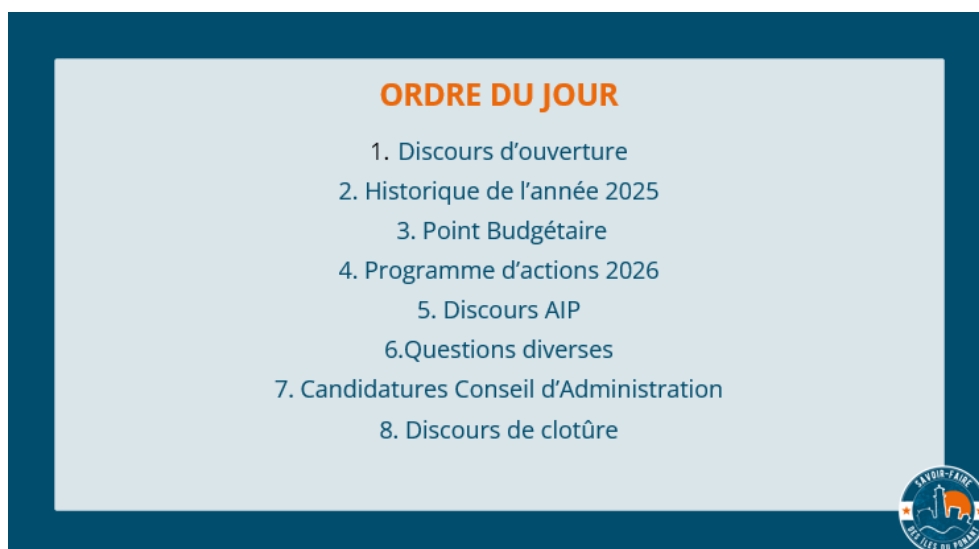 ORDRE DU JOUR
1. Discours d’ouverture
2. Historique de l’année 2025
3. Point Budgétaire
4. Programme d’actions 2026
5. Discours AIP
6.Questions diverses
7. Candidatures Conseil d’Administration
8. Discours de clotûre
SAVOIR-FAIRE
DES ILES DU PONANT